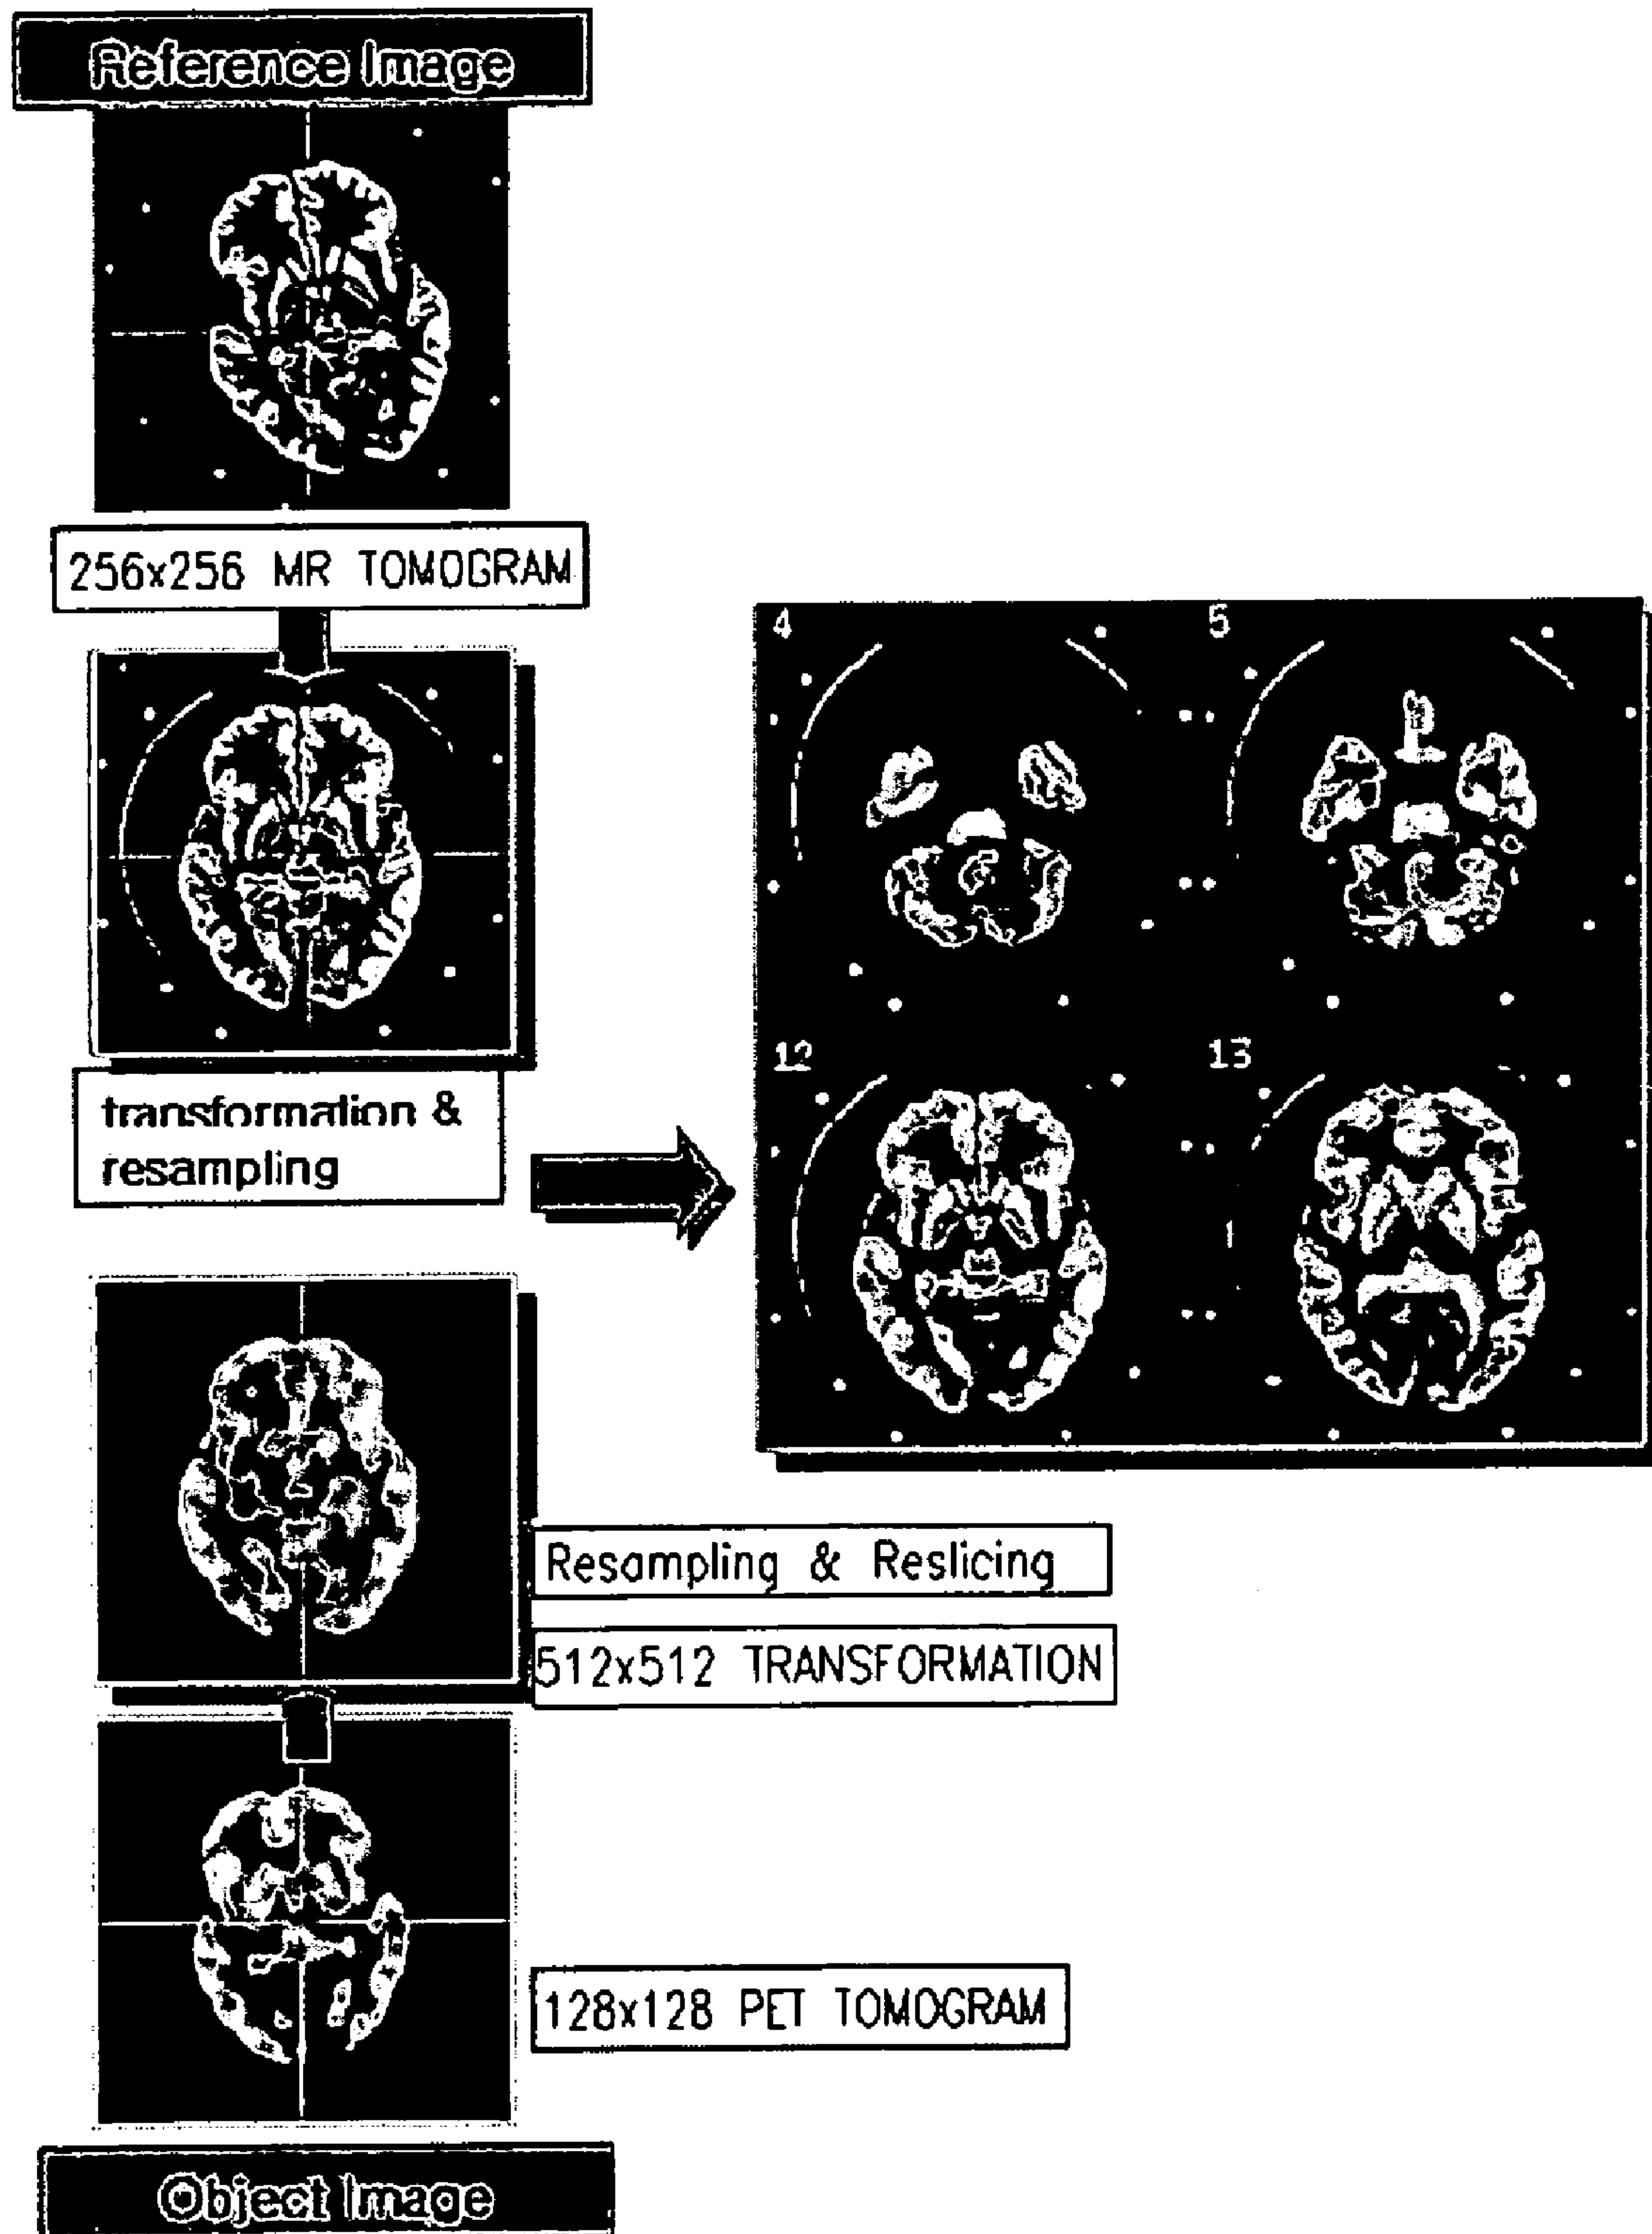 Reference Image
256x256 MR TOMOGRAM
4
5
12
13
transformation &
resampling
Resampling & Reslicing
512x512 TRANSFORMATION
128x128 PET TOMOGRAM
Object Image